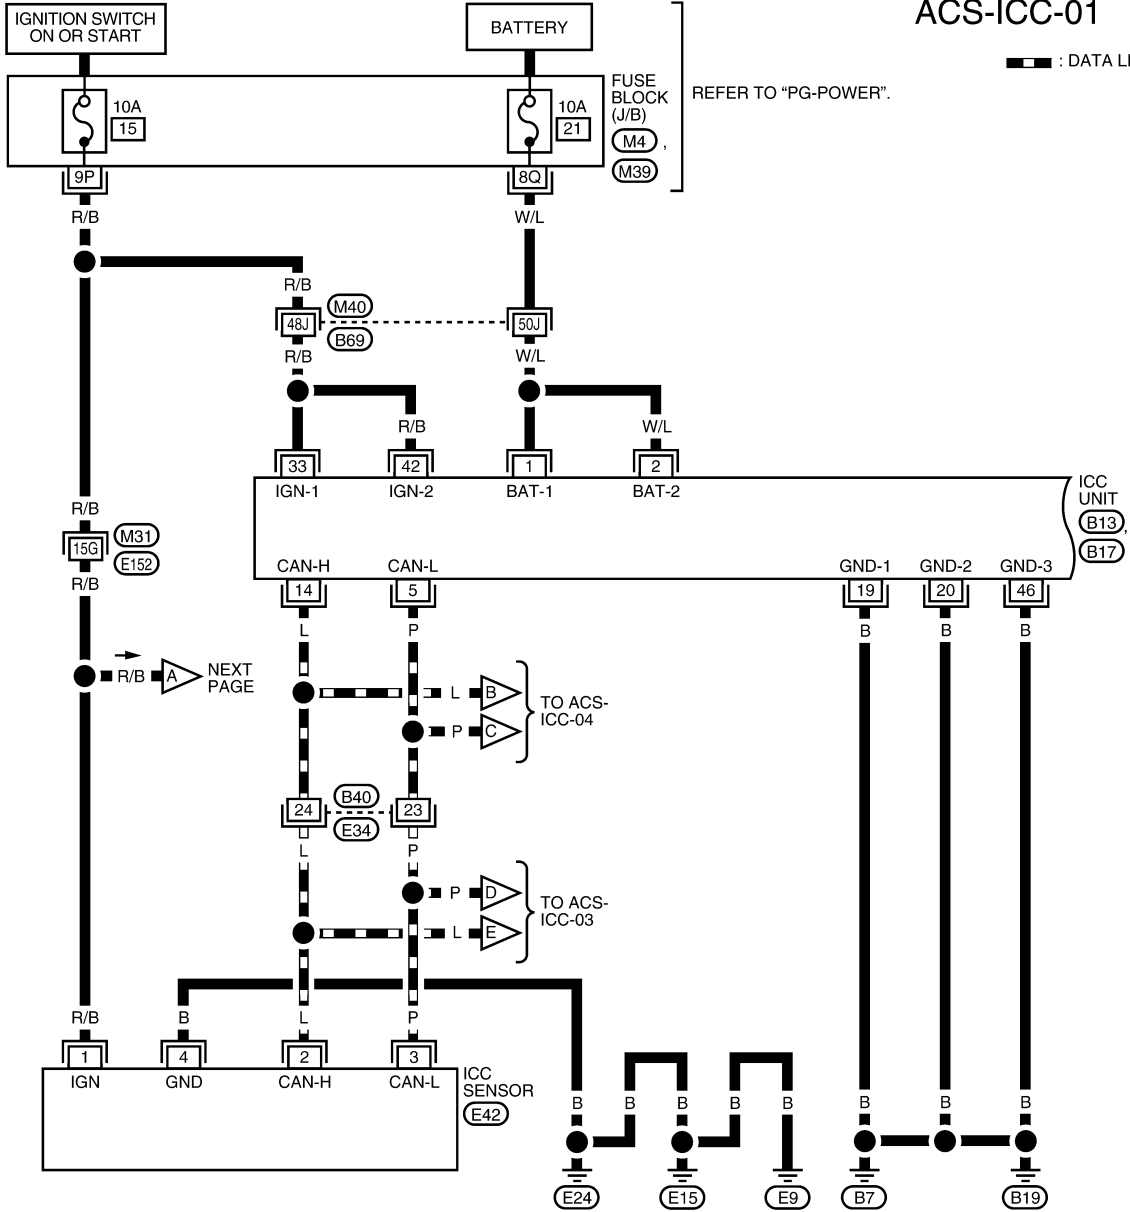 ACS-ICC-01
: DATA LI
IGNITION SWITCH
ON OR START
BATTERY
10A
15
10A
21
FUSE
BLOCK
(J/B)
M4 ,
M39
REFER TO “PG-POWER”.
9P
8Q
R/B
W/L
R/B
48J
M40
B69
50J
R/B
W/L
R/B
W/L
33
42
1
2
IGN-1
IGN-2
BAT-1
BAT-2
ICC
UNIT
B13,
B17
R/B
15G
M31
E152
R/B
CAN-H
CAN-L
GND-1
GND-2
GND-3
14
5
19
20
46
L
P
B
B
B
R/B
A
NEXT
PAGE
L
B
P
C
TO ACS-
ICC-04
24
B40
E34
23
L
P
P
D
L
E
TO ACS-
ICC-03
R/B
B
L
P
1
4
2
3
IGN
GND
CAN-H
CAN-L
ICC
SENSOR
E42
B
B
B
B
B
B
B
B
E24
E15
E9
B7
B19